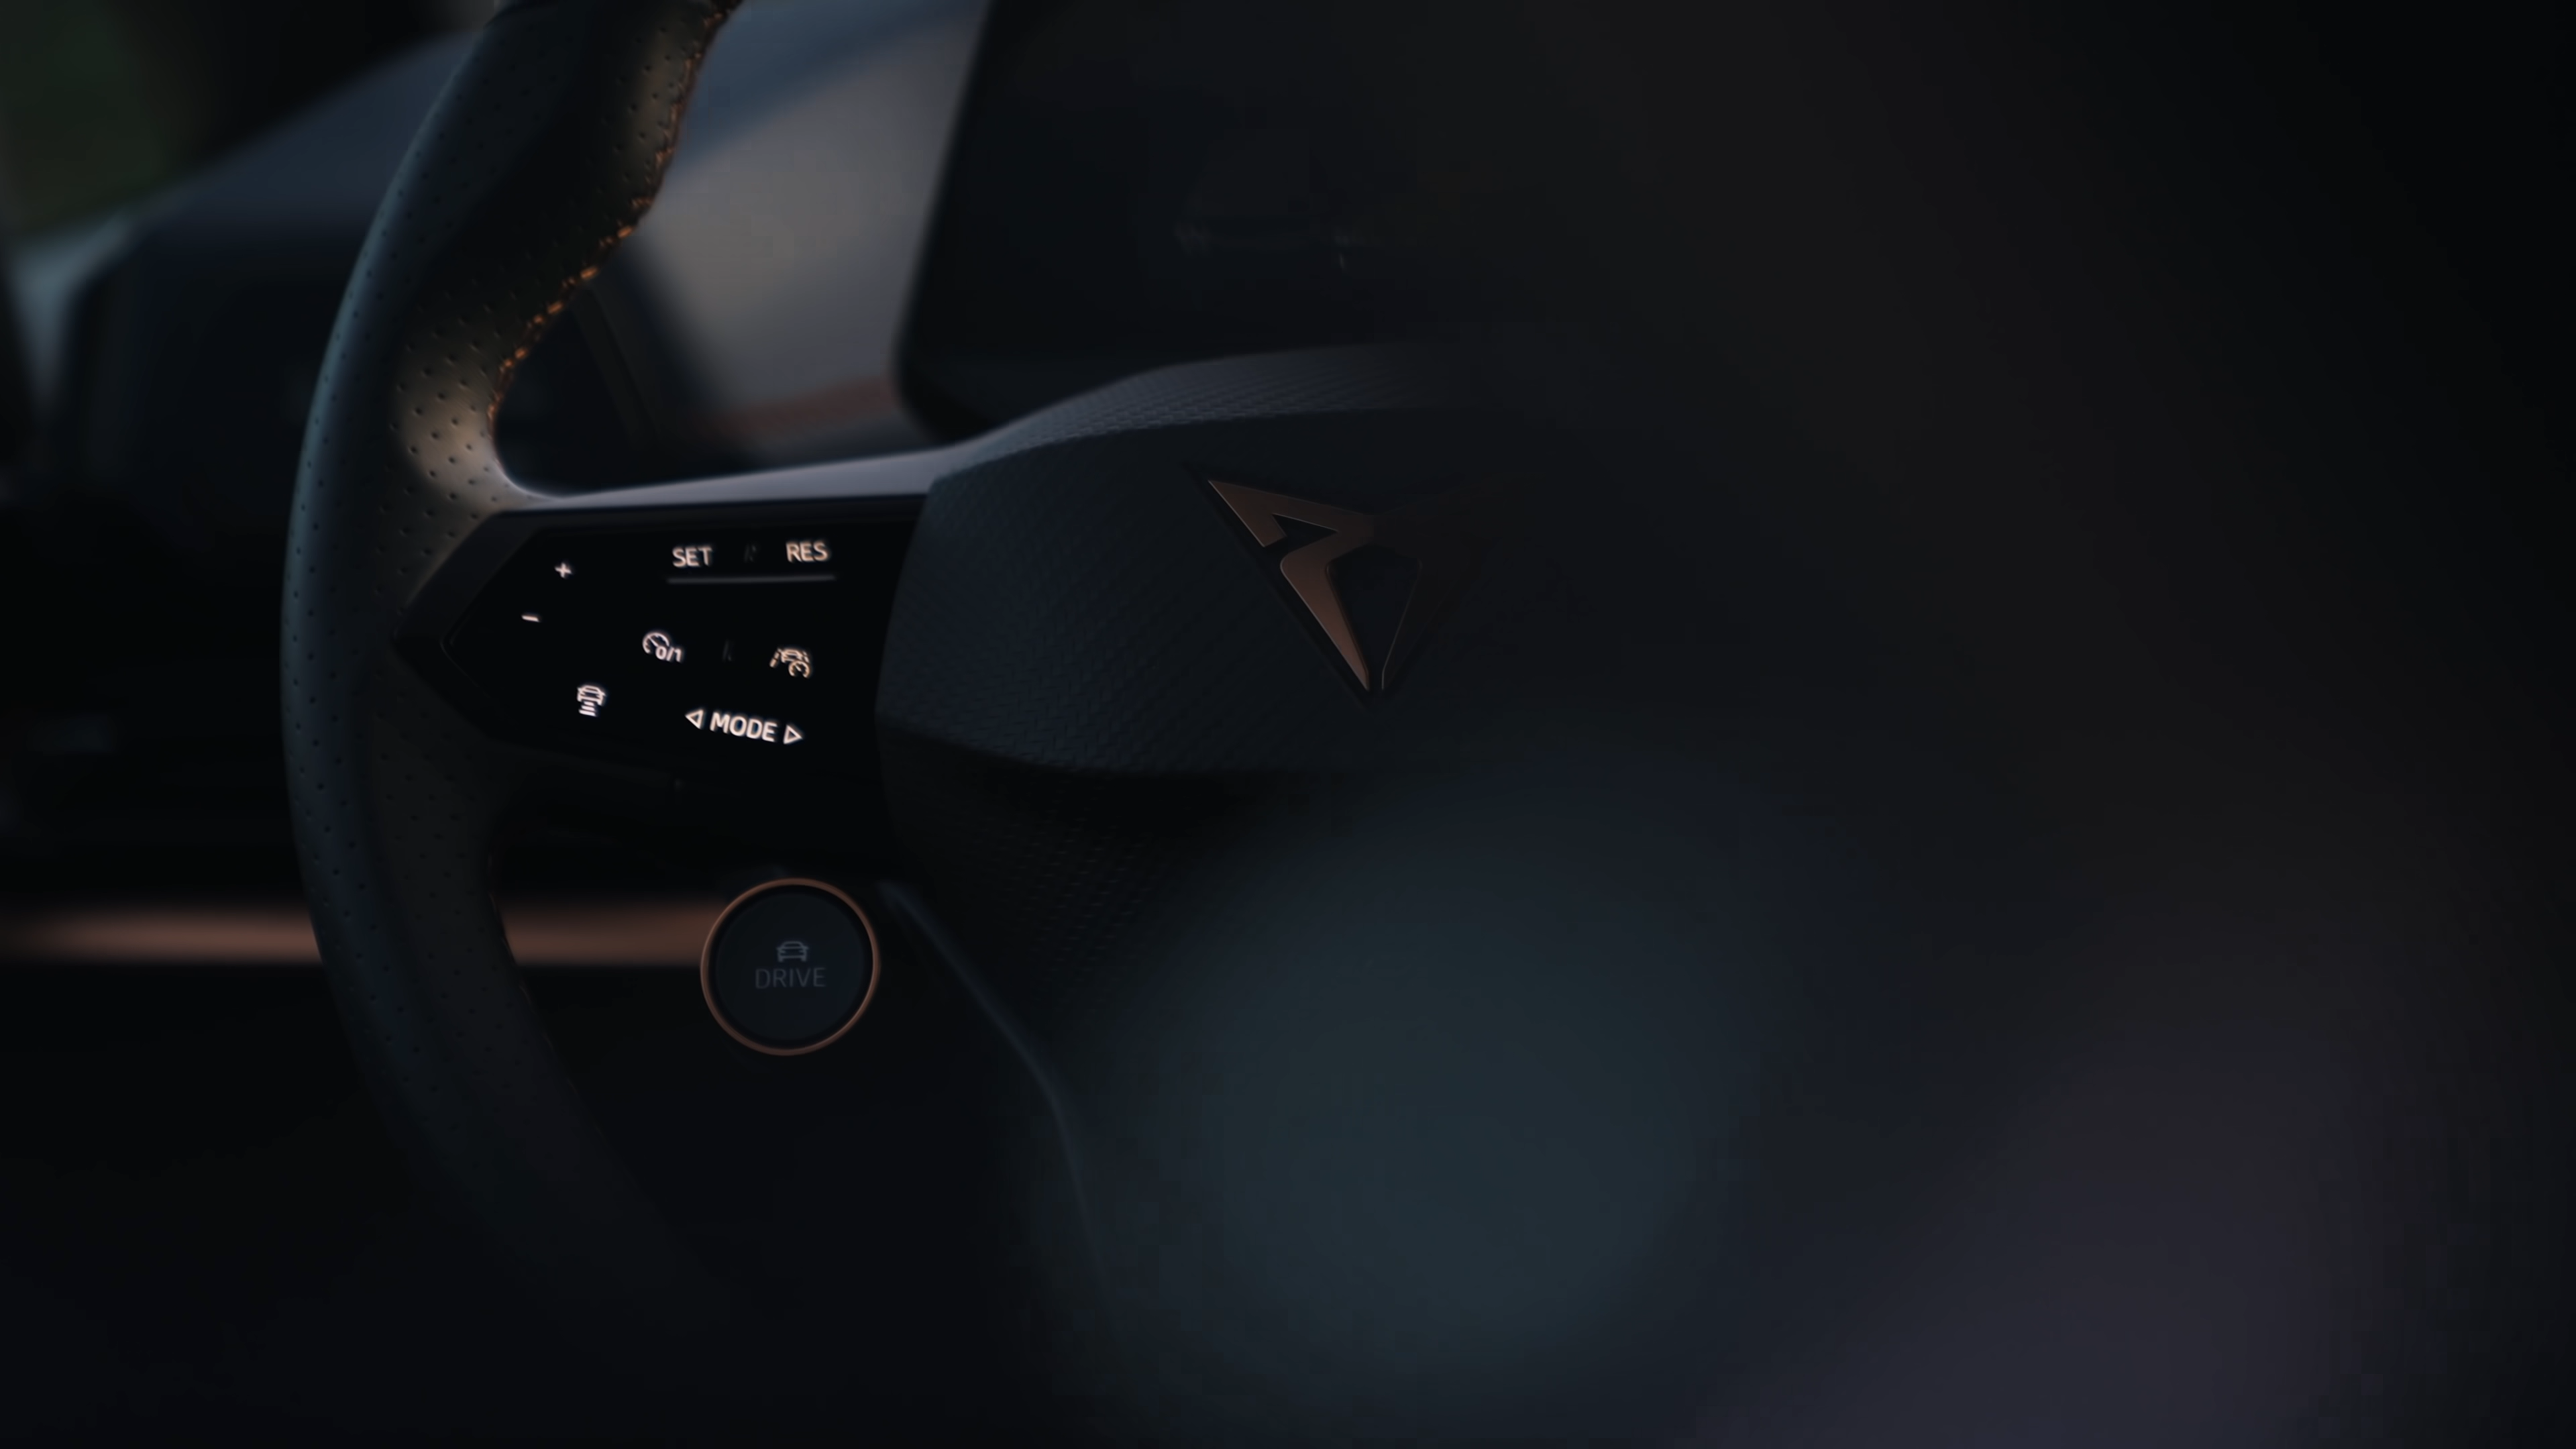 SET RES
+
−
0/1
◁ MODE ▷
DRIVE